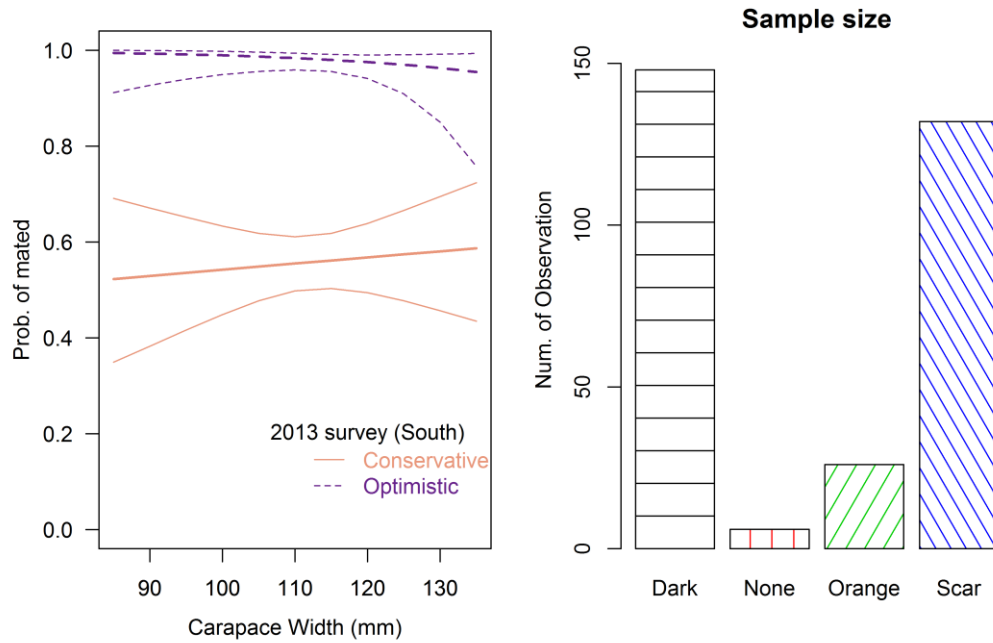 Prob. of mated
1.0
0.8
0.6
0.4
0.2
0.0
2013 survey (South)
Conservative
Optimistic
90 100 110 120 130
Carapace Width (mm)
Sample size
Num. of Observation
150
100
50
0
Dark None Orange Scar